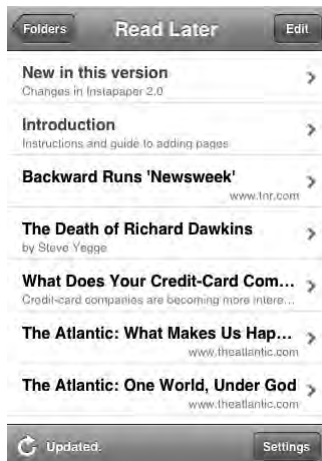 Folders
Read Later
Edit
New in this version
Changes in Instapaper 2.0
Introduction
Instructions and guide to adding pages
Backward Runs 'Newsweek'
www.tnr.com
The Death of Richard Dawkins
by Steve Yegge
What Does Your Credit-Card Com...
Credit-card companies are becoming more intere...
The Atlantic: What Makes Us Hap...
www.theatlantic.com
The Atlantic: One World, Under God
www.theatlantic.com
Updated.
Settings